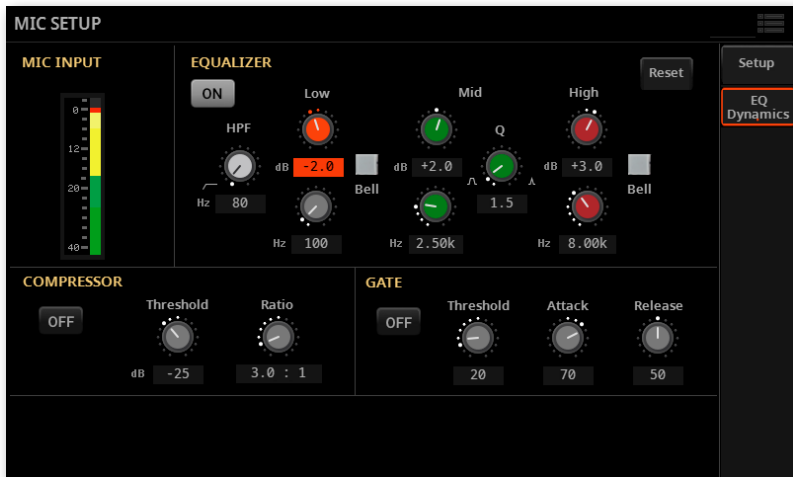 MIC SETUP
MIC INPUT
0
12
20
40
EQUALIZER
ON
Reset
Low
Mid
High
HPF
Q
dB -2.0
Bell
dB +2.0
dB +3.0
Bell
Hz 80
1.5
Hz 100
Hz 2.50k
Hz 8.00k
Setup
EQ
Dynamics
COMPRESSOR
OFF
Threshold
Ratio
dB -25
3.0 : 1
GATE
OFF
Threshold
Attack
Release
20
70
50